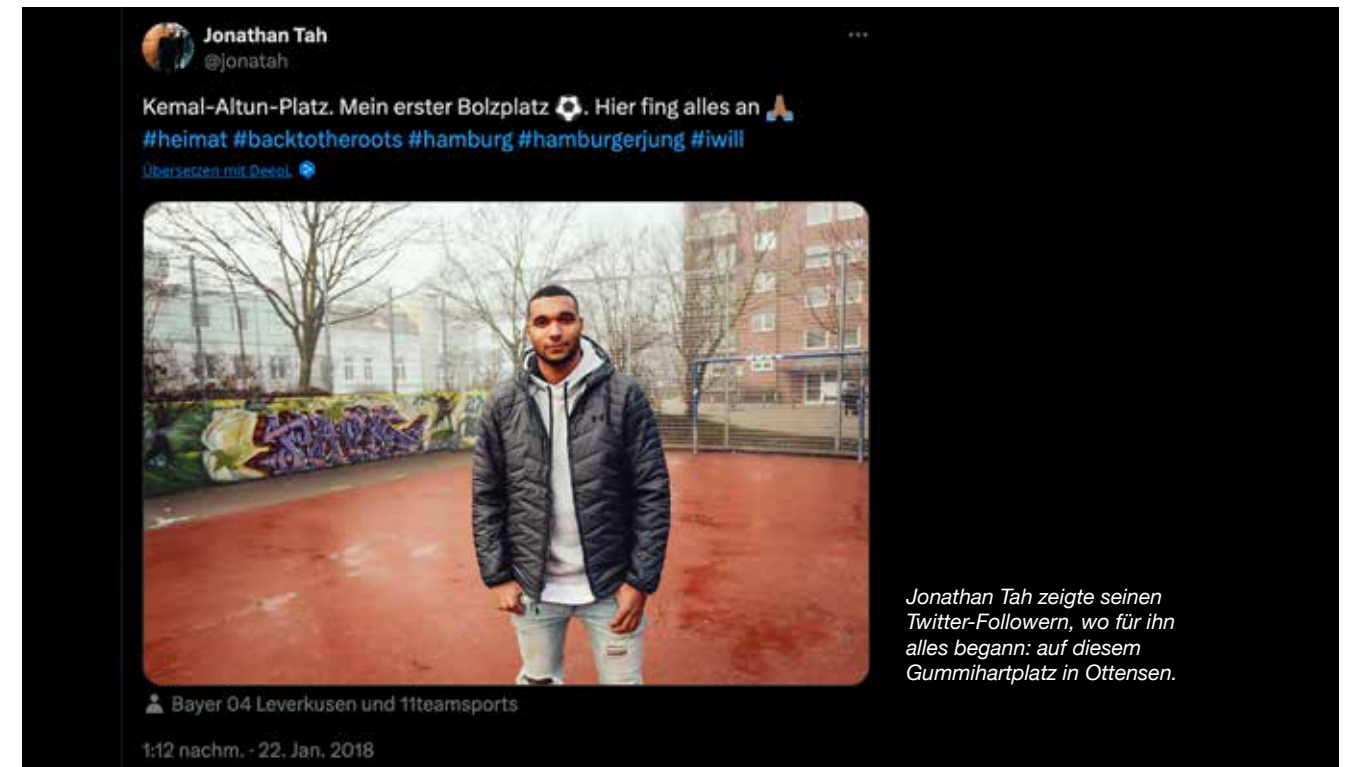 Jonathan Tah
@jonatah
Kemal-Altun-Platz. Mein erster Bolzplatz ⚽. Hier fing alles an 🙏🏾
#heimat #backtotheroots #hamburg #hamburgerjung #iwill
Übersetzen mit DeepL
Bayer 04 Leverkusen und 11teamsports
1:12 nachm. · 22. Jan. 2018
Jonathan Tah zeigte seinen
Twitter-Followern, wo für ihn
alles begann: auf diesem
Gummihartplatz in Ottensen.